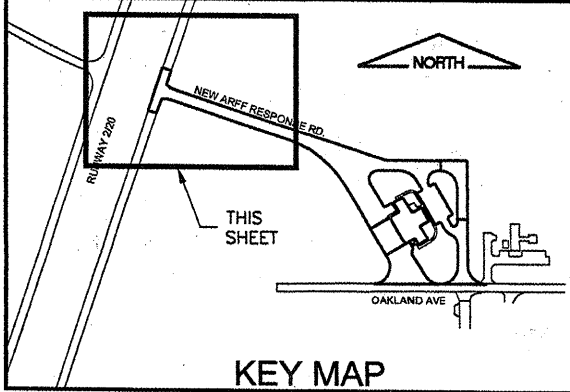 NORTH
NEW ARFF RESPONSE RD.
RUNWAY 2/20
THIS
SHEET
OAKLAND AVE
KEY MAP